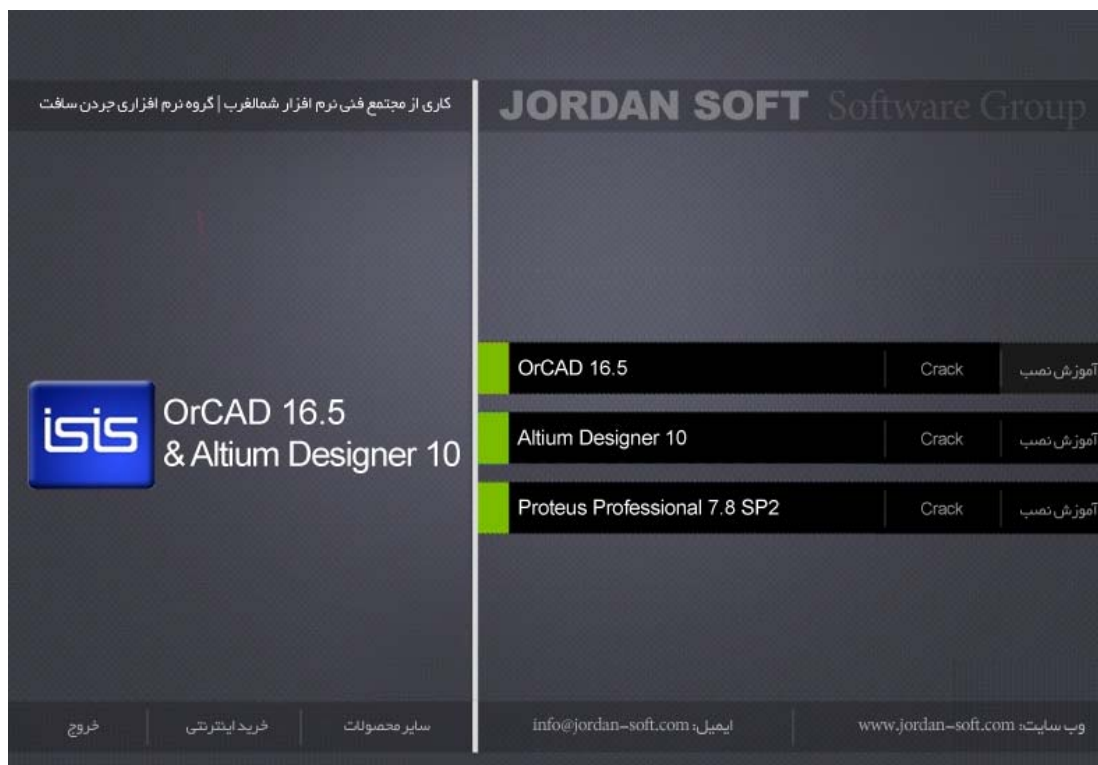 کاری از مجتمع فنی نرم افزار شمالغرب | گروه نرم افزاری جردن سافت
JORDAN SOFT Software Group
isis
OrCAD 16.5
& Altium Designer 10
OrCAD 16.5 Crack آموزش نصب
Altium Designer 10 Crack آموزش نصب
Proteus Professional 7.8 SP2 Crack آموزش نصب
سایر محصولات خرید اینترنتی خروج
وب سایت: www.jordan-soft.com ایمیل: info@jordan-soft.com